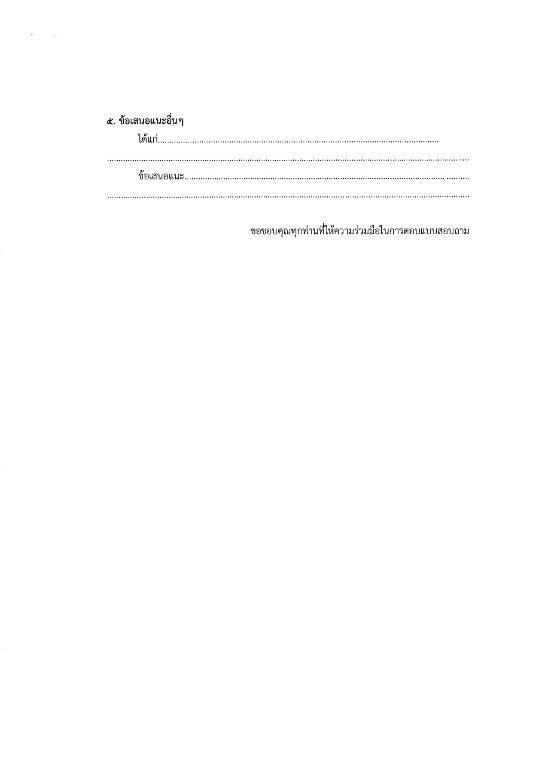 ๕. ข้อเสนอแนะอื่นๆ
ได้แก่........................................................................................................................
...........................................................................................................................................................
ข้อเสนอแนะ............................................................................................................... ..........
...........................................................................................................................................................
ขอขอบคุณทุกท่านที่ให้ความร่วมมือในการตอบแบบสอบถาม